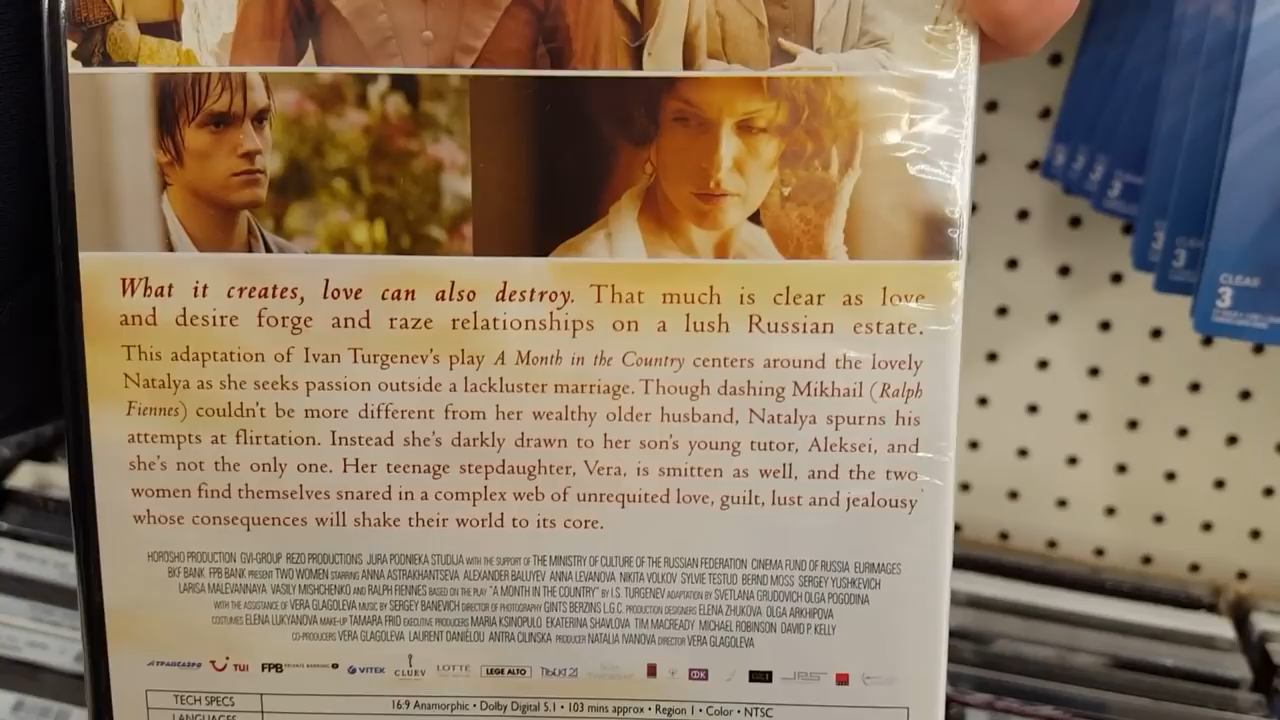 What it creates, love can also destroy. That much is clear as love
and desire forge and raze relationships on a lush Russian estate.
This adaptation of Ivan Turgenev's play A Month in the Country centers around the lovely
Natalya as she seeks passion outside a lackluster marriage. Though dashing Mikhail (Ralph
Fiennes) couldn't be more different from her wealthy older husband, Natalya spurns his
attempts at flirtation. Instead she's darkly drawn to her son's young tutor, Aleksei, and
she's not the only one. Her teenage stepdaughter, Vera, is smitten as well, and the two
women find themselves snared in a complex web of unrequited love, guilt, lust and jealousy
whose consequences will shake their world to its core.
HOROSHO PRODUCTION GVI-GROUP REZO PRODUCTIONS JURA PODNIEKA STUDIJA WITH THE SUPPORT OF THE MINISTRY OF CULTURE OF THE RUSSIAN FEDERATION CINEMA FUND OF RUSSIA EURIMAGES
BKF BANK FPB BANK PRESENT TWO WOMEN STARRING ANNA ASTRAKHANTSEVA ALEXANDER BALUYEV ANNA LEVANOVA NIKITA VOLKOV SYLVIE TESTUD BERND MOSS SERGEY YUSHKEVICH
LARISA MALEVANNAYA VASILY MISHCHENKO AND RALPH FIENNES BASED ON THE PLAY "A MONTH IN THE COUNTRY" BY I.S. TURGENEV ADAPTATION BY SVETLANA GRUDOVICH OLGA POGODINA
WITH THE ASSISTANCE OF VERA GLAGOLEVA MUSIC BY SERGEY BANEVICH DIRECTOR OF PHOTOGRAPHY GINTS BERZINS L.G.C. PRODUCTION DESIGNERS ELENA ZHUKOVA OLGA ARKHIPOVA
COSTUMES ELENA LUKYANOVA MAKE-UP TAMARA FRID EXECUTIVE PRODUCERS MARIA KSINOPULO EKATERINA SHAVLOVA TIM MACREADY MICHAEL ROBINSON DAVID P KELLY
CO-PRODUCERS VERA GLAGOLEVA LAURENT DANIÉLOU ANTRA CILINSKA PRODUCER NATALIA IVANOVA DIRECTOR VERA GLAGOLEVA
TUI FPB VITEK CLUEV LOTTE LEGE ALTO JPS
TECH SPECS 16:9 Anamorphic • Dolby Digital 5.1 • 103 mins approx • Region 1 • Color • NTSC
LANGUAGES
CLEAR
3
3
3